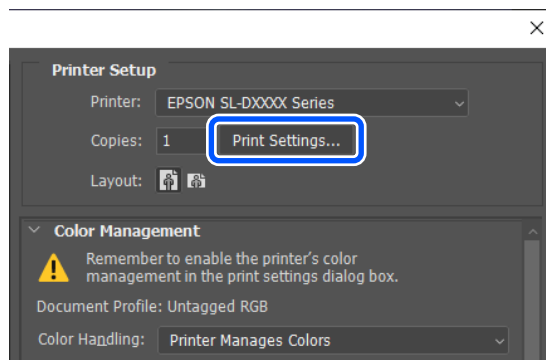 Printer Setup
Printer: EPSON SL-DXXXX Series
Copies: 1 Print Settings...
Layout:
Color Management
Remember to enable the printer's color
management in the print settings dialog box.
Document Profile: Untagged RGB
Color Handling: Printer Manages Colors